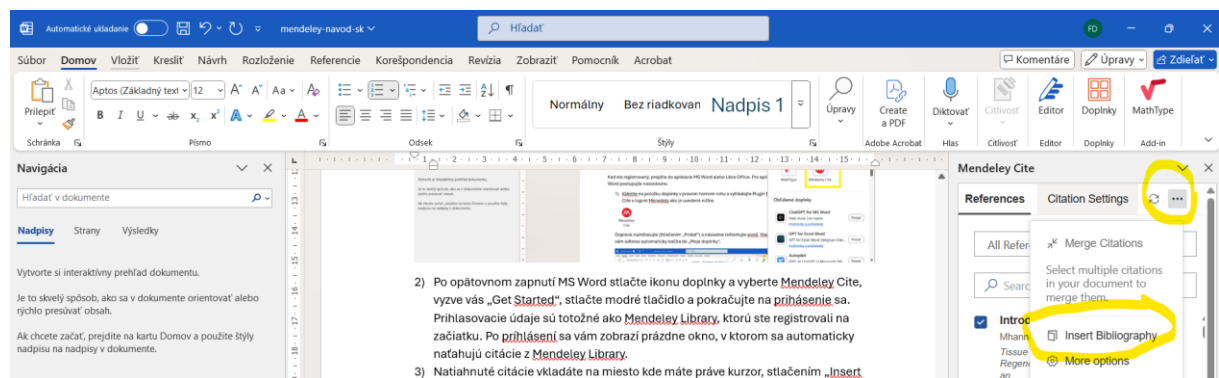 Automatické ukladanie
mendeley-navod-sk
Hľadať
FD
Súbor Domov Vložiť Kresliť Návrh Rozloženie Referencie Korešpondencia Revízia Zobraziť Pomocník Acrobat
Komentáre Úpravy Zdieľať
Prilepiť
Aptos (Základný text 12
Normálny Bez riadkovan Nadpis 1
Úpravy
Create a PDF
Diktovať
Citlivosť
Editor
Doplnky
MathType
Schránka Písmo Odsek Štýly Adobe Acrobat Hlas Citlivosť Editor Doplnky Add-in
Navigácia
Hľadať v dokumente
Nadpisy Strany Výsledky
Vytvorte si interaktívny prehľad dokumentu.
Je to skvelý spôsob, ako sa v dokumente orientovať alebo
rýchlo presúvať obsah.
Ak chcete začať, prejdite na kartu Domov a použite štýly
nadpisu na nadpisy v dokumente.
2) Po opätovnom zapnutí MS Word stlačte ikonu doplnky a vyberte Mendeley Cite,
vyzve vás „Get Started“, stlačte modré tlačidlo a pokračujte na prihásenie sa.
Prihlasovacie údaje sú totožné ako Mendeley Library, ktorú ste registrovali na
začiatku. Po príhlásení sa vám zobrazí prázdne okno, v ktorom sa automaticky
naťahujú citácie z Mendeley Library.
3) Natiahnuté citácie vkladáte na miesto kde máte práve kurzor, stlačením „Insert
Mendeley Cite
References Citation Settings
All Refer
Searc
Introd
Mhann
Tissue
Regen
an
Merge Citations
Select multiple citations
in your document to
merge them.
Insert Bibliography
More options